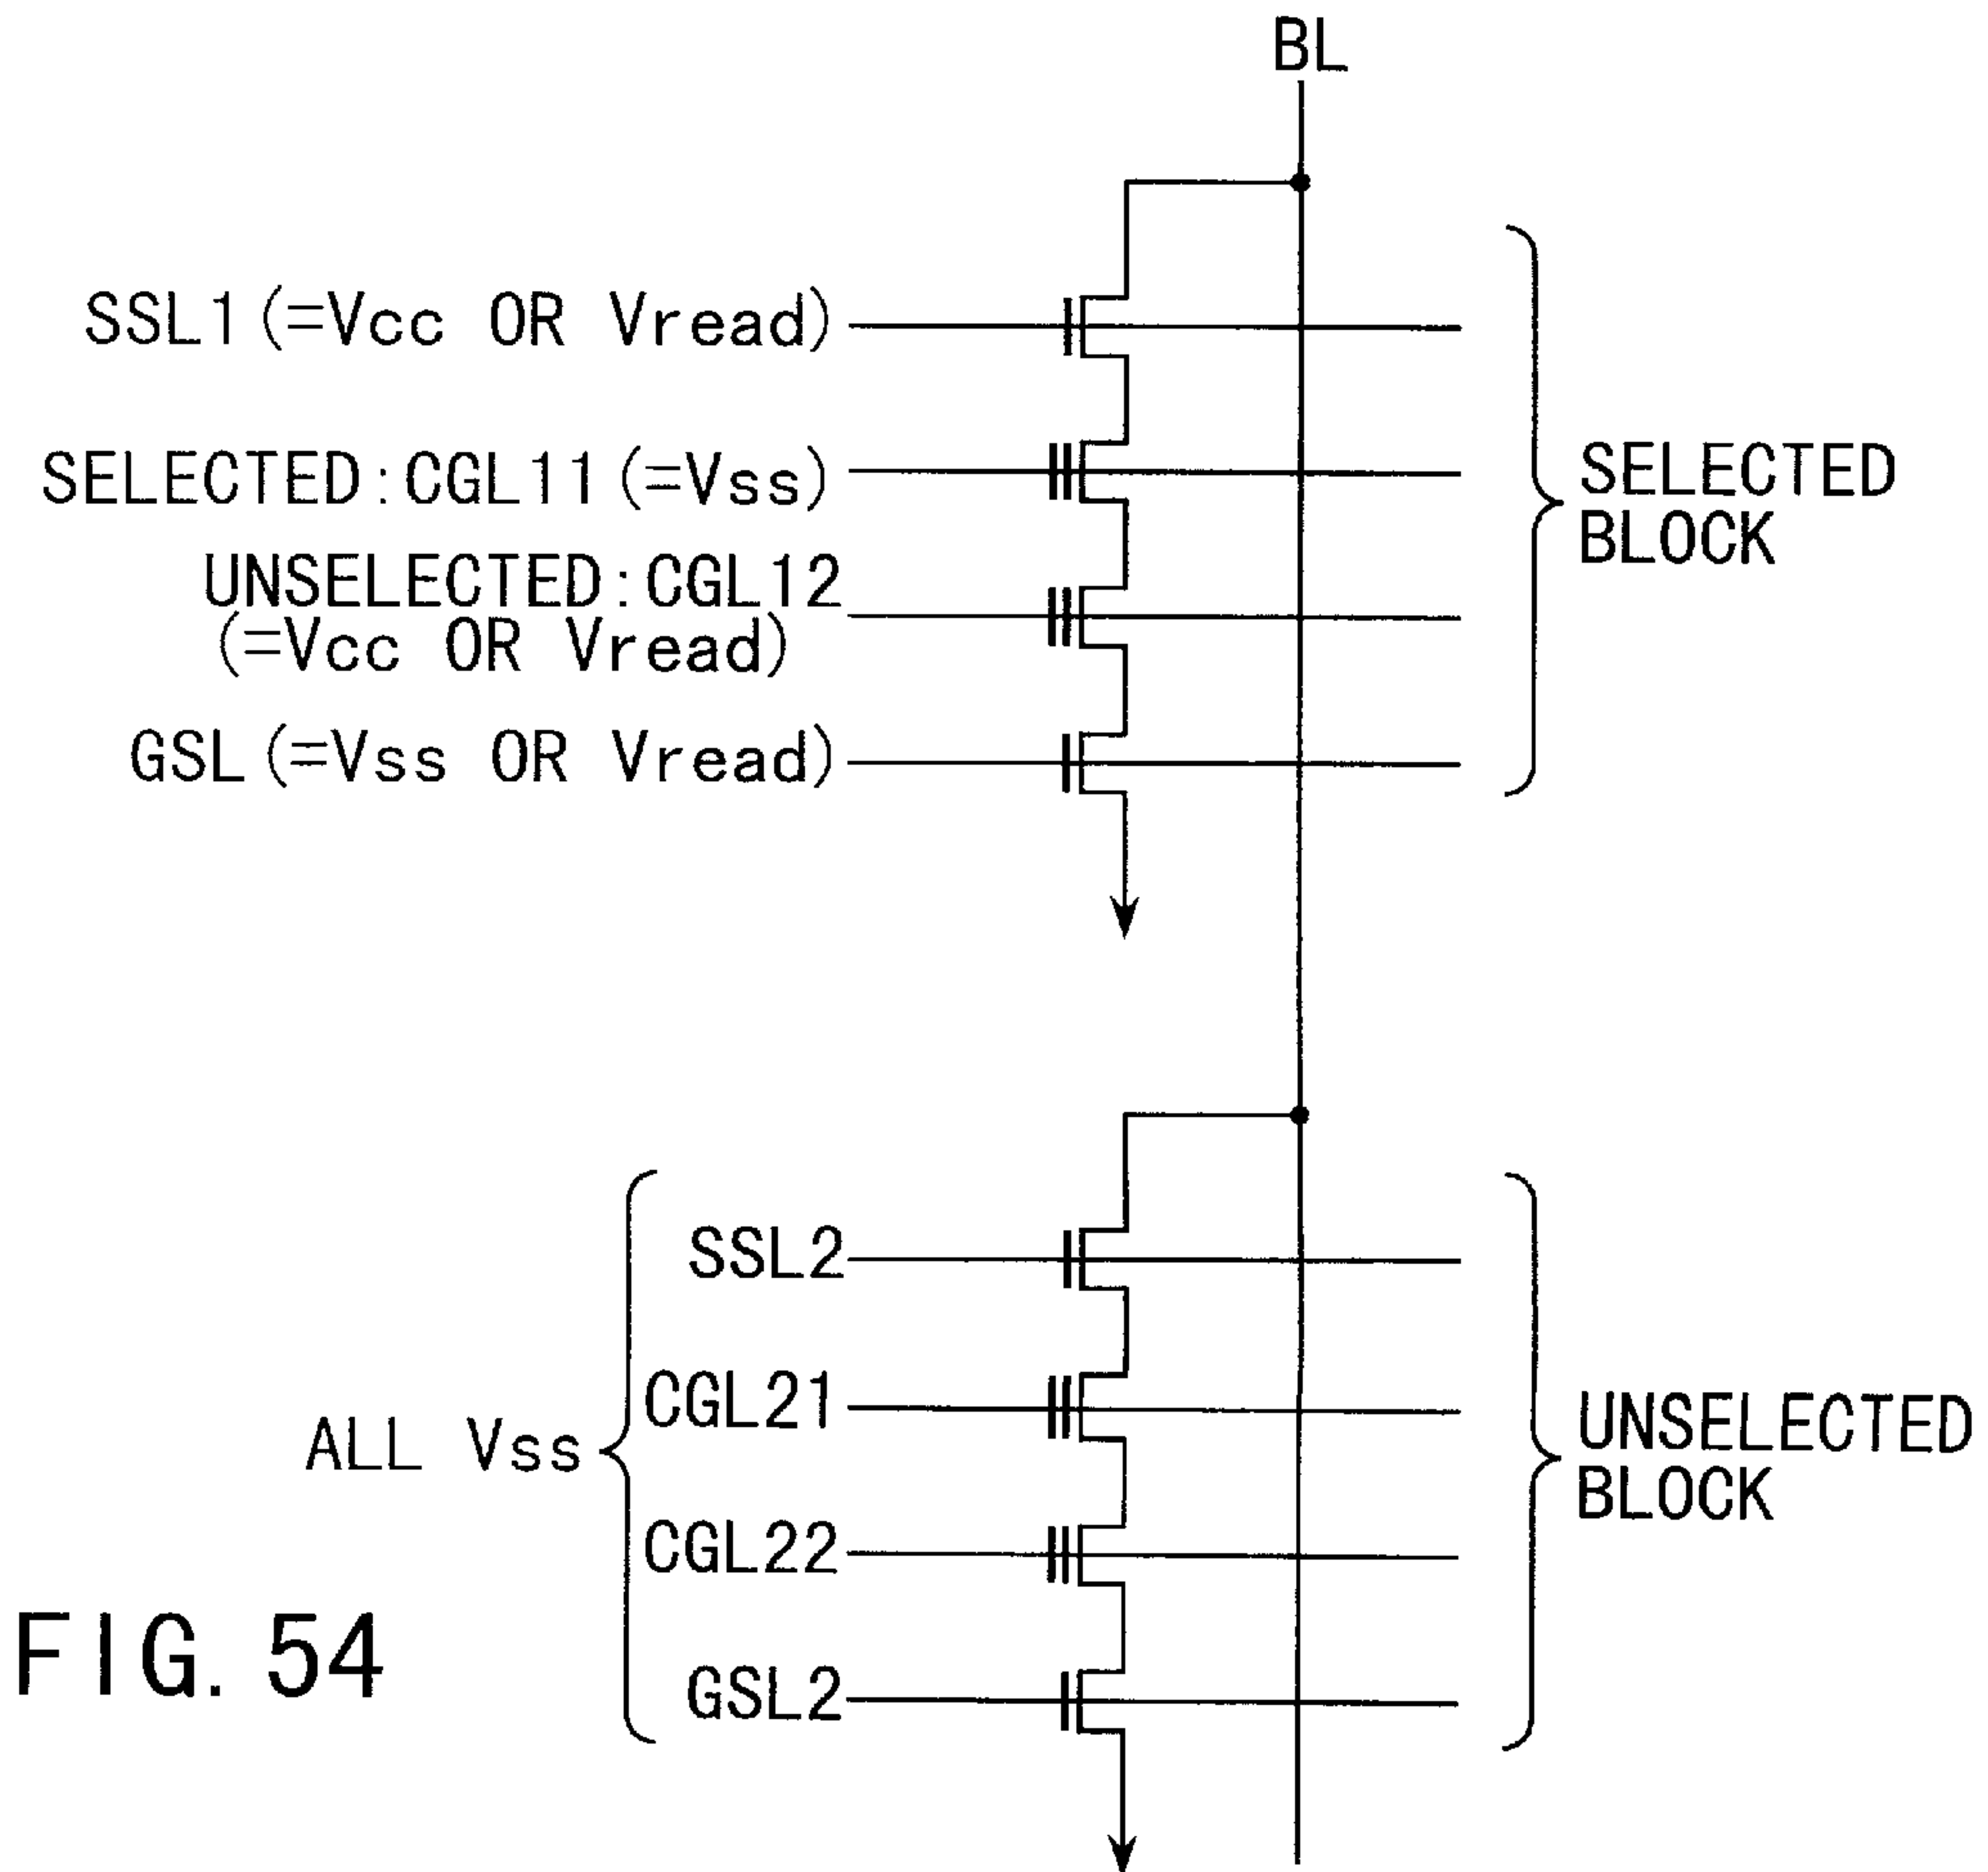 BL
SSL1(=Vcc OR Vread)
SELECTED:CGL11(=Vss)
UNSELECTED:CGL12
(=Vcc OR Vread)
GSL(=Vss OR Vread)
SELECTED
BLOCK
SSL2
CGL21
ALL Vss
CGL22
GSL2
UNSELECTED
BLOCK
FIG. 54